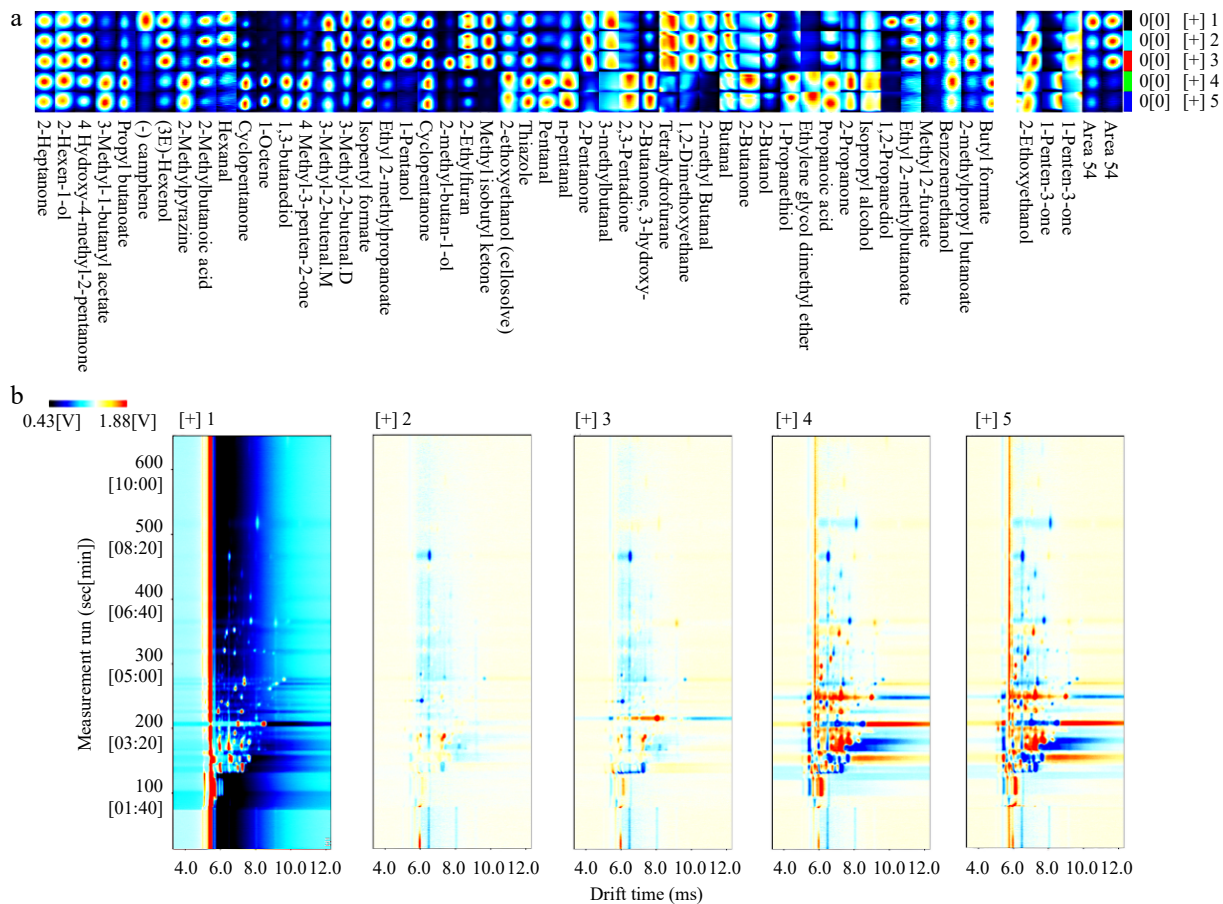 a
0[0] [+] 1
0[0] [+] 2
0[0] [+] 3
0[0] [+] 4
0[0] [+] 5
2-Heptanone
2-Hexen-1-ol
4 Hydroxy-4-methyl-2-pentanone
3-Methyl-1-butanyl acetate
Propyl butanoate
(-) camphene
(3E)-Hexenol
2-Methylpyrazine
2-Methylbutanoic acid
Hexanal
Cyclopentanone
1-Octene
1,3-butanediol
4 Methyl-3-penten-2-one
3-Methyl-2-butenal.M
3-Methyl-2-butenal.D
Isopentyl formate
Ethyl 2-methylpropanoate
1-Pentanol
Cyclopentanone
2-methyl-butan-1-ol
2-Ethylfuran
Methyl isobutyl ketone
2-ethoxyethanol (cellosolve)
Thiazole
Pentanal
n-pentanal
2-Pentanone
3-methylbutanal
2,3-Pentadione
2-Butanone, 3-hydroxy-
Tetrahydrofurane
1,2-Dimethoxyethane
2-methyl Butanal
Butanal
2-Butanone
2-Butanol
1-Propanethiol
Ethylene glycol dimethyl ether
Propanoic acid
2-Propanone
Isopropyl alcohol
1,2-Propanediol
Ethyl 2-methylbutanoate
Methyl 2-furoate
Benzenemethanol
2-methylpropyl butanoate
Butyl formate
2-Ethoxyethanol
1-Penten-3-one
1-Penten-3-one
Area 54
Area 54
b
0.43[V] 1.88[V]
[+] 1 [+] 2 [+] 3 [+] 4 [+] 5
Measurement run (sec[min])
600
[10:00]
500
[08:20]
400
[06:40]
300
[05:00]
200
[03:20]
100
[01:40]
4.0 6.0 8.0 10.0 12.0 4.0 6.0 8.0 10.0 12.0 4.0 6.0 8.0 10.0 12.0 4.0 6.0 8.0 10.0 12.0 4.0 6.0 8.0 10.0 12.0
Drift time (ms)